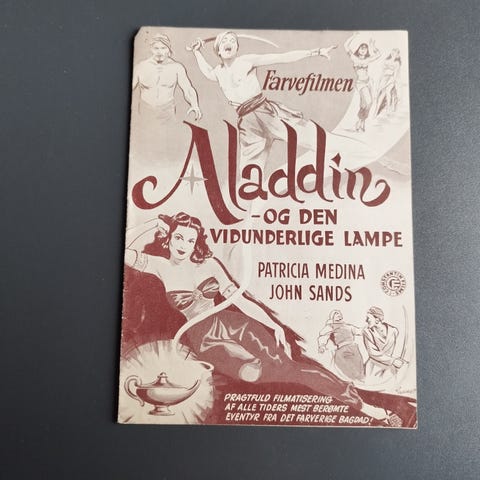 Farvefilmen
Aladdin
- OG DEN
VIDUNDERLIGE LAMPE
PATRICIA MEDINA
JOHN SANDS
PRAGTFULD FILMATISERING
AF ALLE TIDERS MEST BERØMTE
EVENTYR FRA DET FARVERIGE BAGDAD!